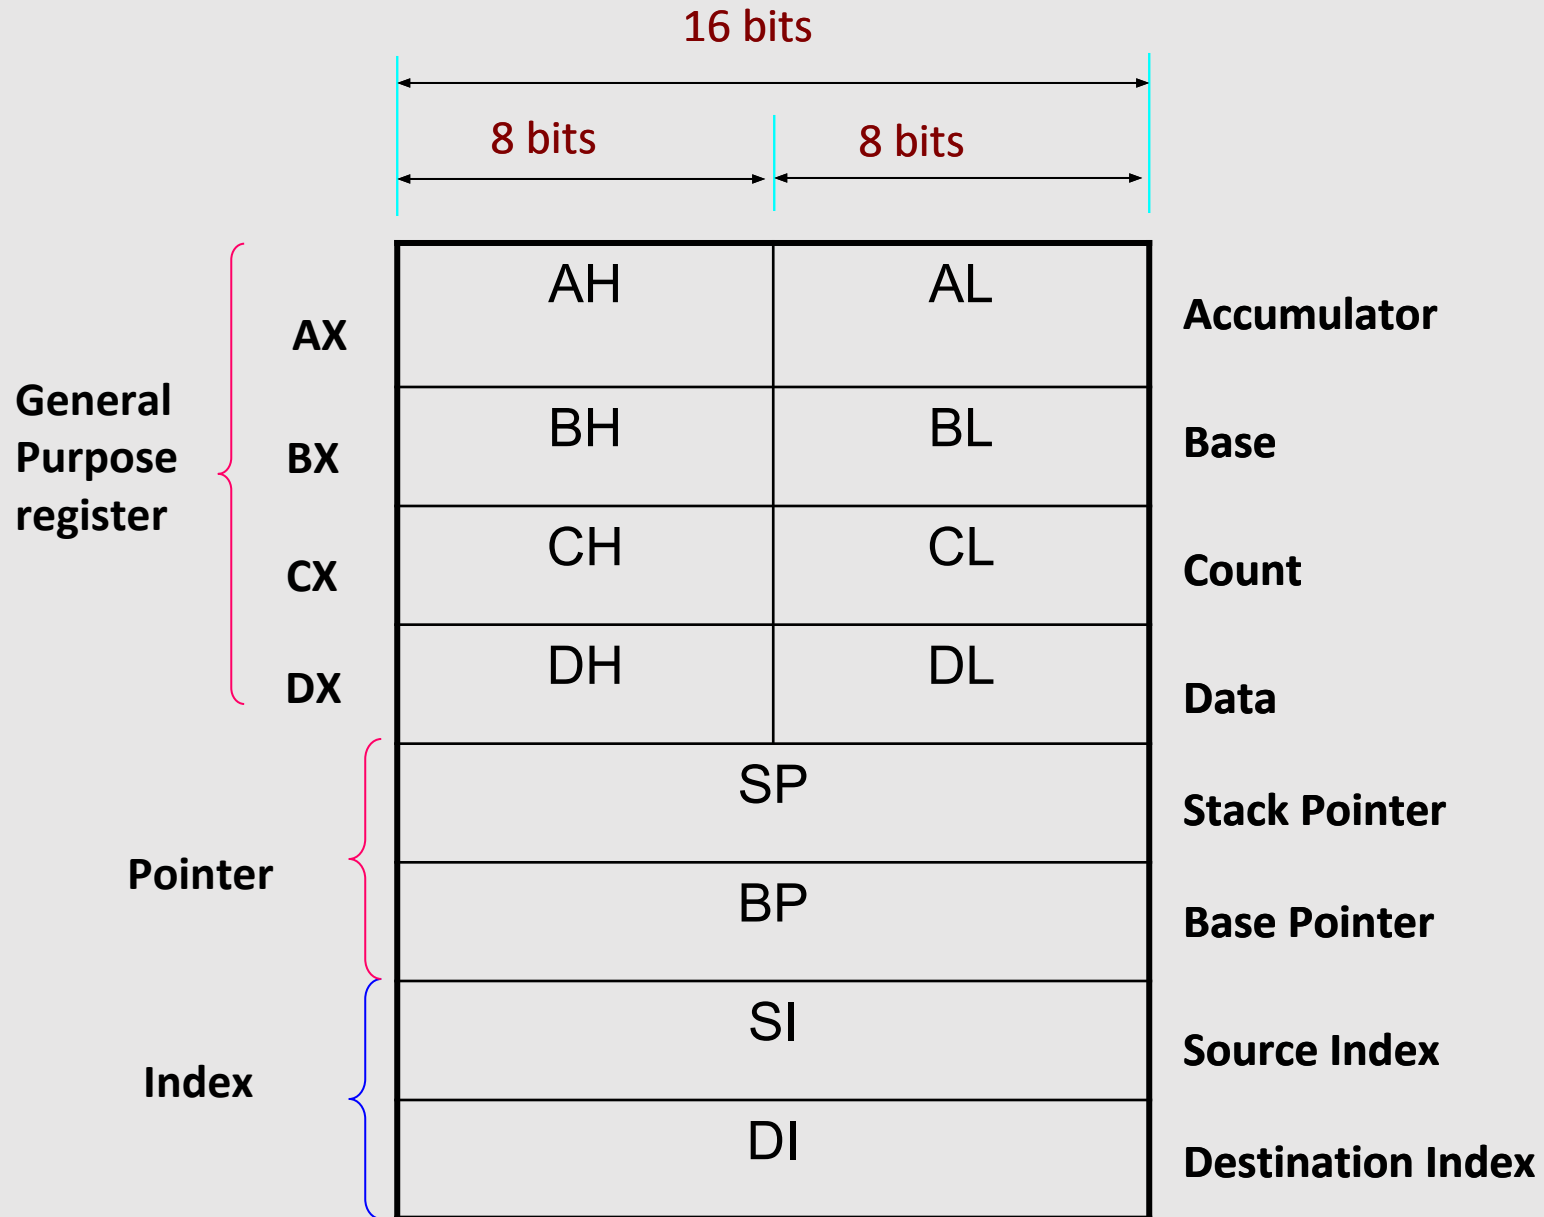 16 bits
8 bits
8 bits
AH
AL
Accumulator
AX
General
Purpose
register
BH
BL
Base
BX
CH
CL
Count
CX
DH
DL
Data
DX
SP
Stack Pointer
Pointer
BP
Base Pointer
SI
Source Index
Index
DI
Destination Index